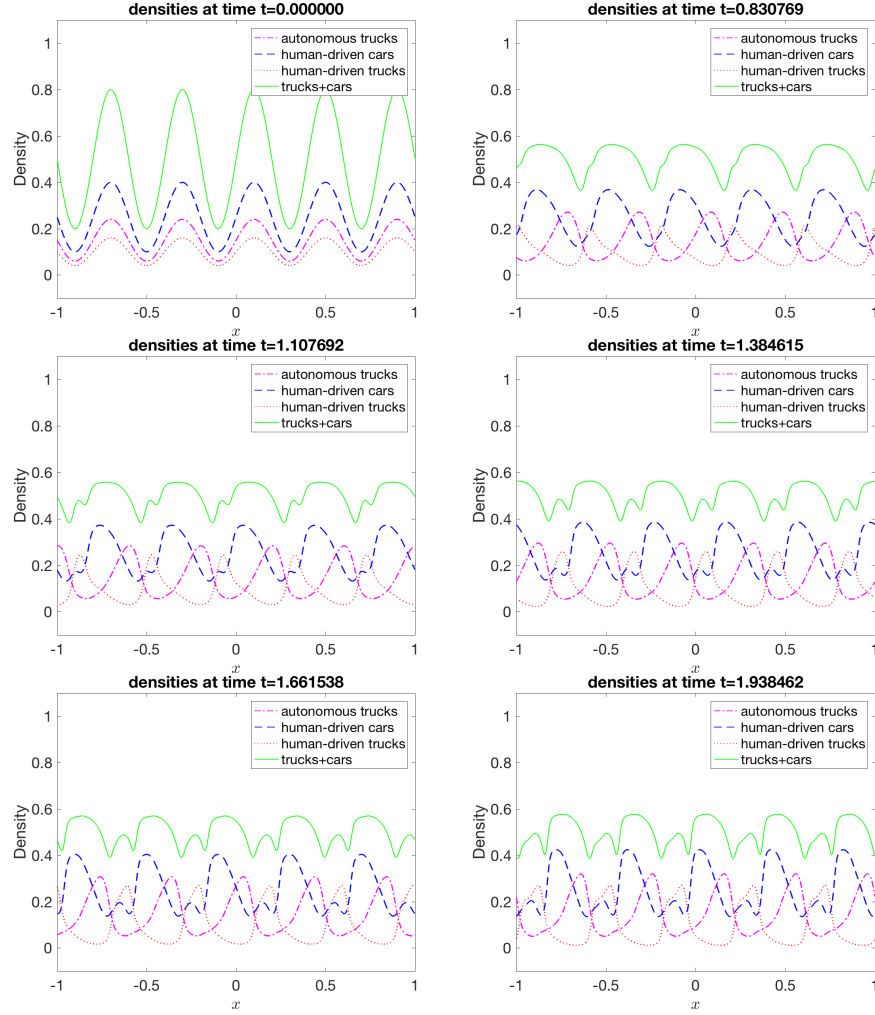 densities at time t=0.000000
autonomous trucks
human-driven cars
human-driven trucks
trucks+cars
1
0.8
0.6
0.4
0.2
0
Density
-1
-0.5
0
0.5
1
x
densities at time t=0.830769
autonomous trucks
human-driven cars
human-driven trucks
trucks+cars
1
0.8
0.6
0.4
0.2
0
Density
-1
-0.5
0
0.5
1
x
densities at time t=1.107692
autonomous trucks
human-driven cars
human-driven trucks
trucks+cars
1
0.8
0.6
0.4
0.2
0
Density
-1
-0.5
0
0.5
1
x
densities at time t=1.384615
autonomous trucks
human-driven cars
human-driven trucks
trucks+cars
1
0.8
0.6
0.4
0.2
0
Density
-1
-0.5
0
0.5
1
x
densities at time t=1.661538
autonomous trucks
human-driven cars
human-driven trucks
trucks+cars
1
0.8
0.6
0.4
0.2
0
Density
-1
-0.5
0
0.5
1
x
densities at time t=1.938462
autonomous trucks
human-driven cars
human-driven trucks
trucks+cars
1
0.8
0.6
0.4
0.2
0
Density
-1
-0.5
0
0.5
1
x